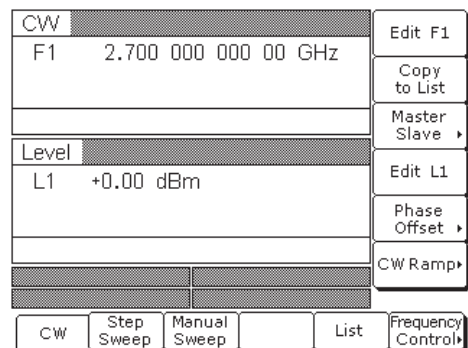 CW
F1 2.700 000 000 00 GHz
Level
L1 +0.00 dBm
Edit F1
Copy
to List
Master
Slave
Edit L1
Phase
Offset
CW Ramp
CW
Step
Sweep
Manual
Sweep
List
Frequency
Control